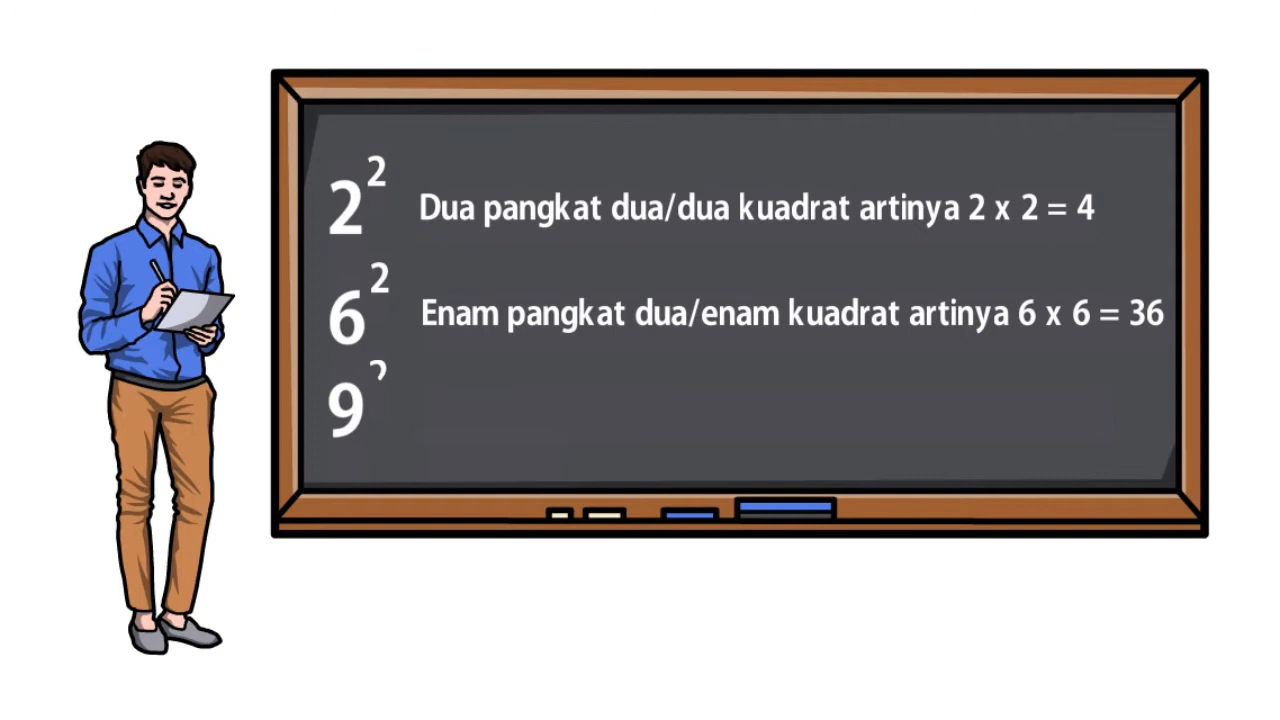 2² Dua pangkat dua/dua kuadrat artinya 2 x 2 = 4
6² Enam pangkat dua/enam kuadrat artinya 6 x 6 = 36
9